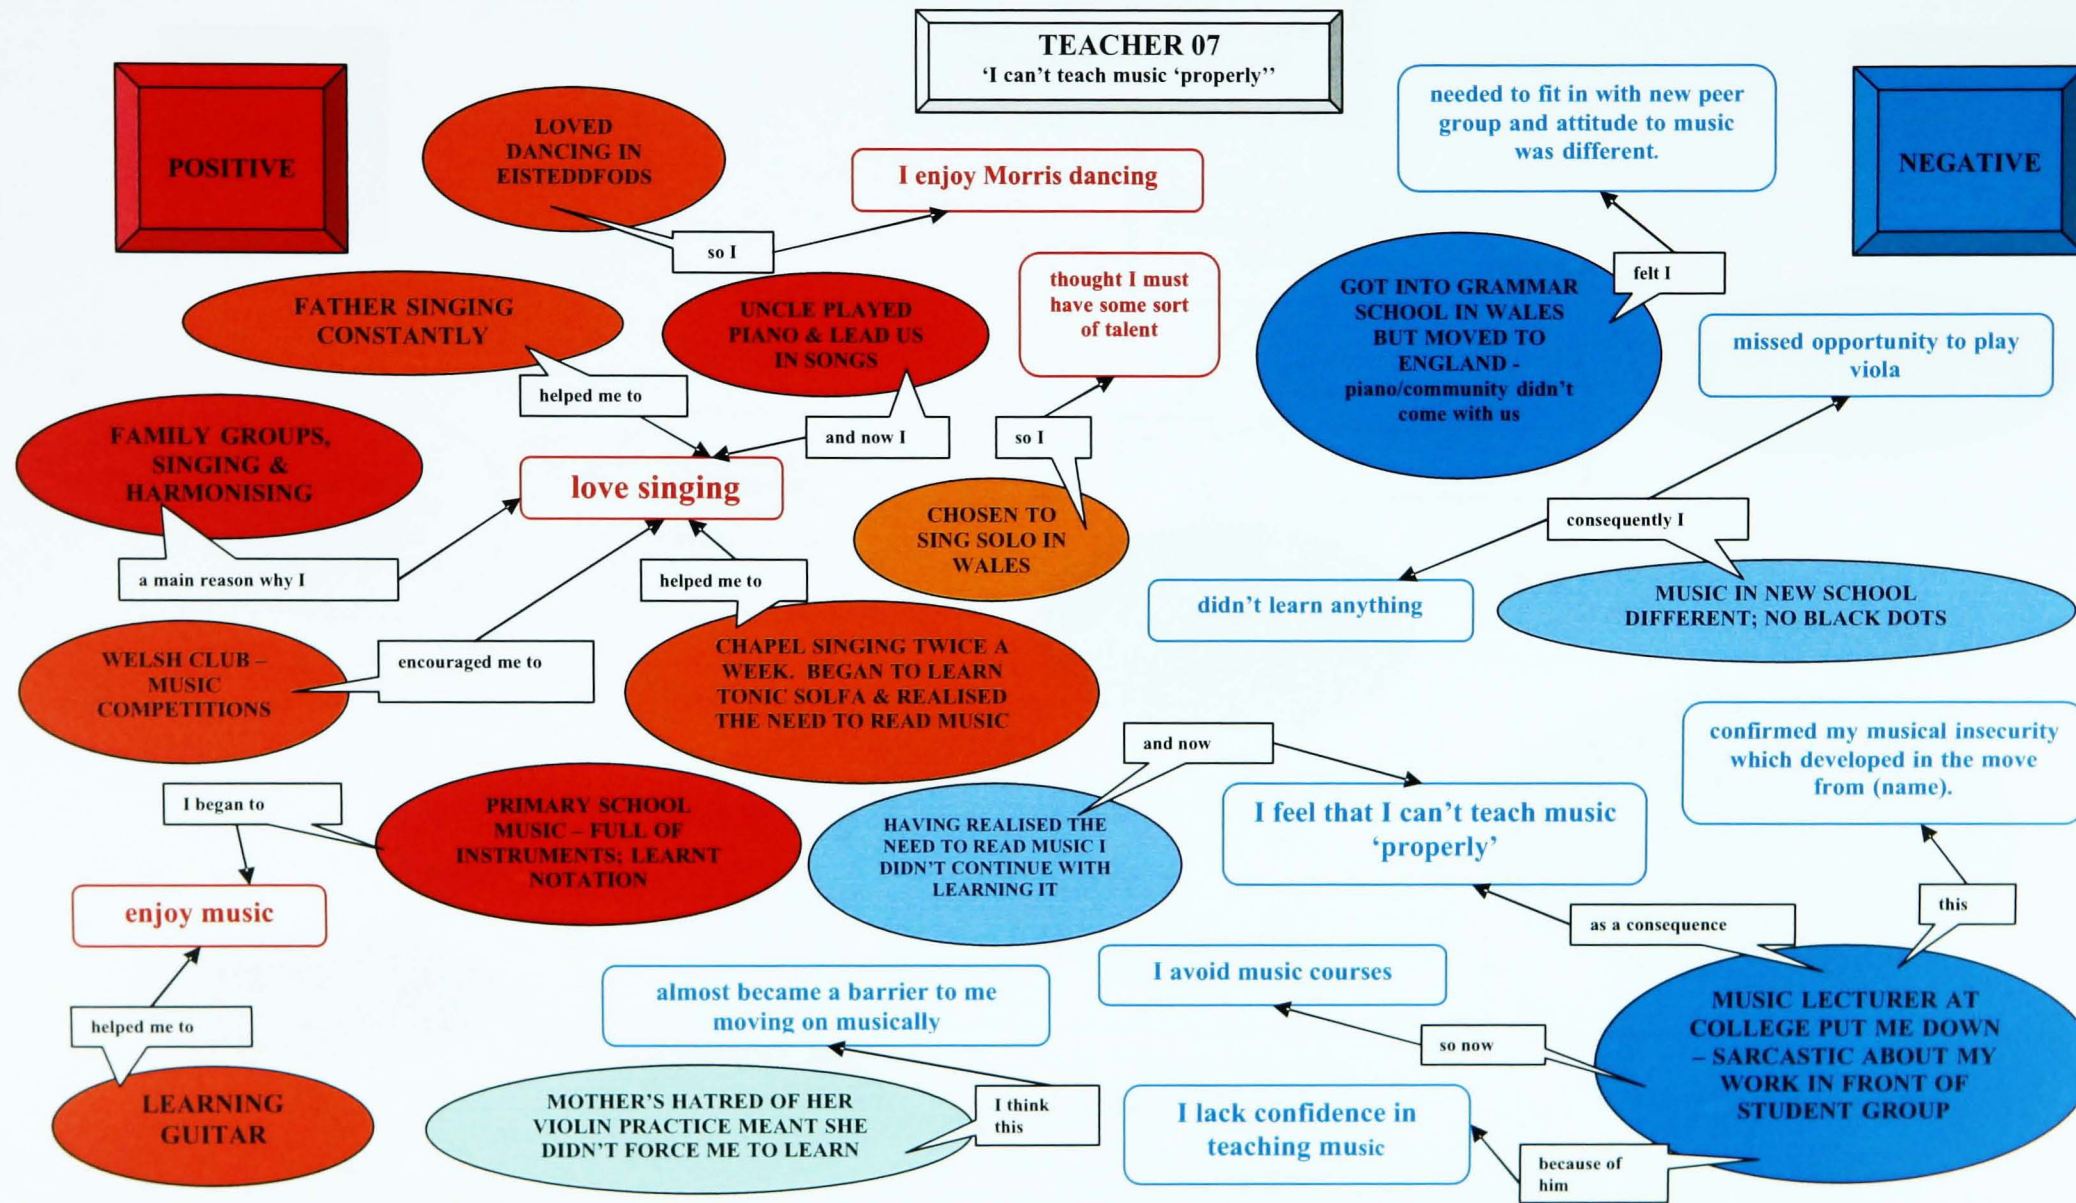 TEACHER 07
‘I can’t teach music ‘properly’’
POSITIVE
NEGATIVE
LOVED
DANCING IN
EISTEDDFODS
so I
I enjoy Morris dancing
needed to fit in with new peer
group and attitude to music
was different.
felt I
GOT INTO GRAMMAR
SCHOOL IN WALES
BUT MOVED TO
ENGLAND -
piano/community didn’t
come with us
FATHER SINGING
CONSTANTLY
helped me to
UNCLE PLAYED
PIANO & LEAD US
IN SONGS
and now I
thought I must
have some sort
of talent
so I
CHOSEN TO
SING SOLO IN
WALES
missed opportunity to play
viola
consequently I
didn’t learn anything
MUSIC IN NEW SCHOOL
DIFFERENT; NO BLACK DOTS
FAMILY GROUPS,
SINGING &
HARMONISING
a main reason why I
love singing
helped me to
WELSH CLUB –
MUSIC
COMPETITIONS
encouraged me to
CHAPEL SINGING TWICE A
WEEK. BEGAN TO LEARN
TONIC SOLFA & REALISED
THE NEED TO READ MUSIC
I began to
PRIMARY SCHOOL
MUSIC – FULL OF
INSTRUMENTS; LEARNT
NOTATION
enjoy music
helped me to
LEARNING
GUITAR
and now
HAVING REALISED THE
NEED TO READ MUSIC I
DIDN’T CONTINUE WITH
LEARNING IT
I feel that I can’t teach music
‘properly’
confirmed my musical insecurity
which developed in the move
from (name).
as a consequence
this
almost became a barrier to me
moving on musically
I think
this
MOTHER’S HATRED OF HER
VIOLIN PRACTICE MEANT SHE
DIDN’T FORCE ME TO LEARN
I avoid music courses
so now
MUSIC LECTURER AT
COLLEGE PUT ME DOWN
– SARCASTIC ABOUT MY
WORK IN FRONT OF
STUDENT GROUP
I lack confidence in
teaching music
because of
him